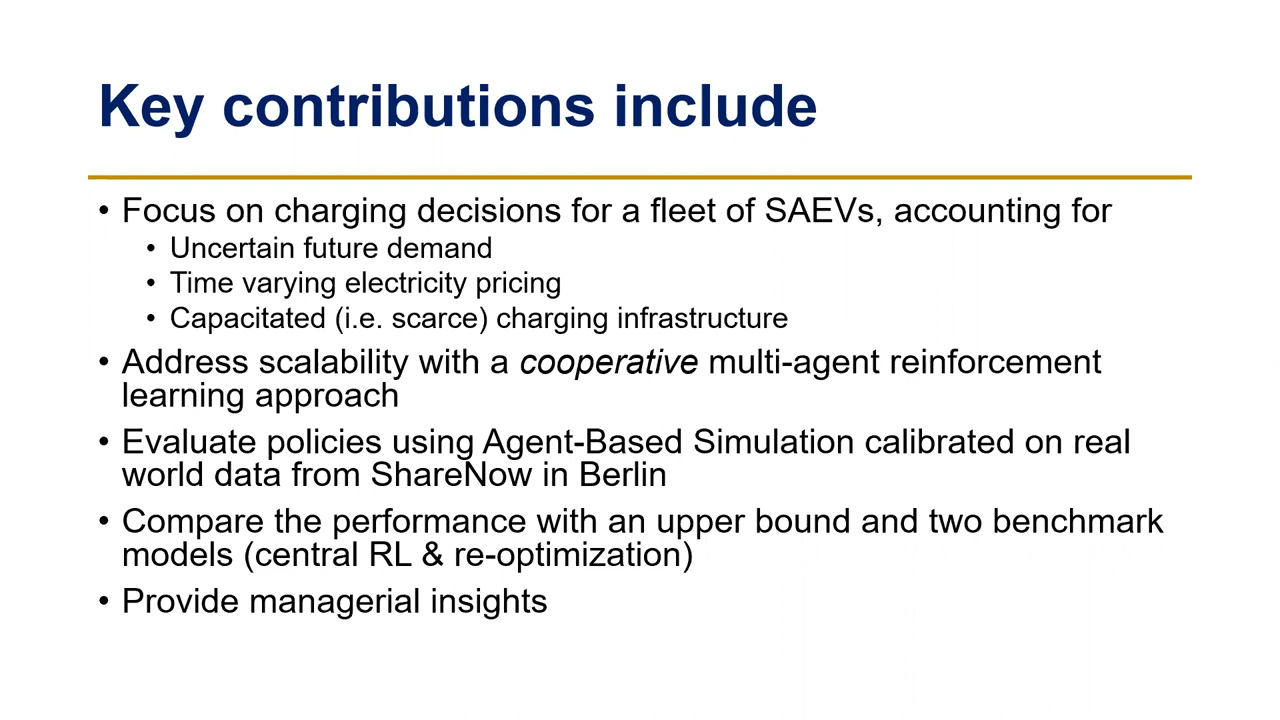 Key contributions include
• Focus on charging decisions for a fleet of SAEVs, accounting for
• Uncertain future demand
• Time varying electricity pricing
• Capacitated (i.e. scarce) charging infrastructure
• Address scalability with a cooperative multi-agent reinforcement
learning approach
• Evaluate policies using Agent-Based Simulation calibrated on real
world data from ShareNow in Berlin
• Compare the performance with an upper bound and two benchmark
models (central RL & re-optimization)
• Provide managerial insights